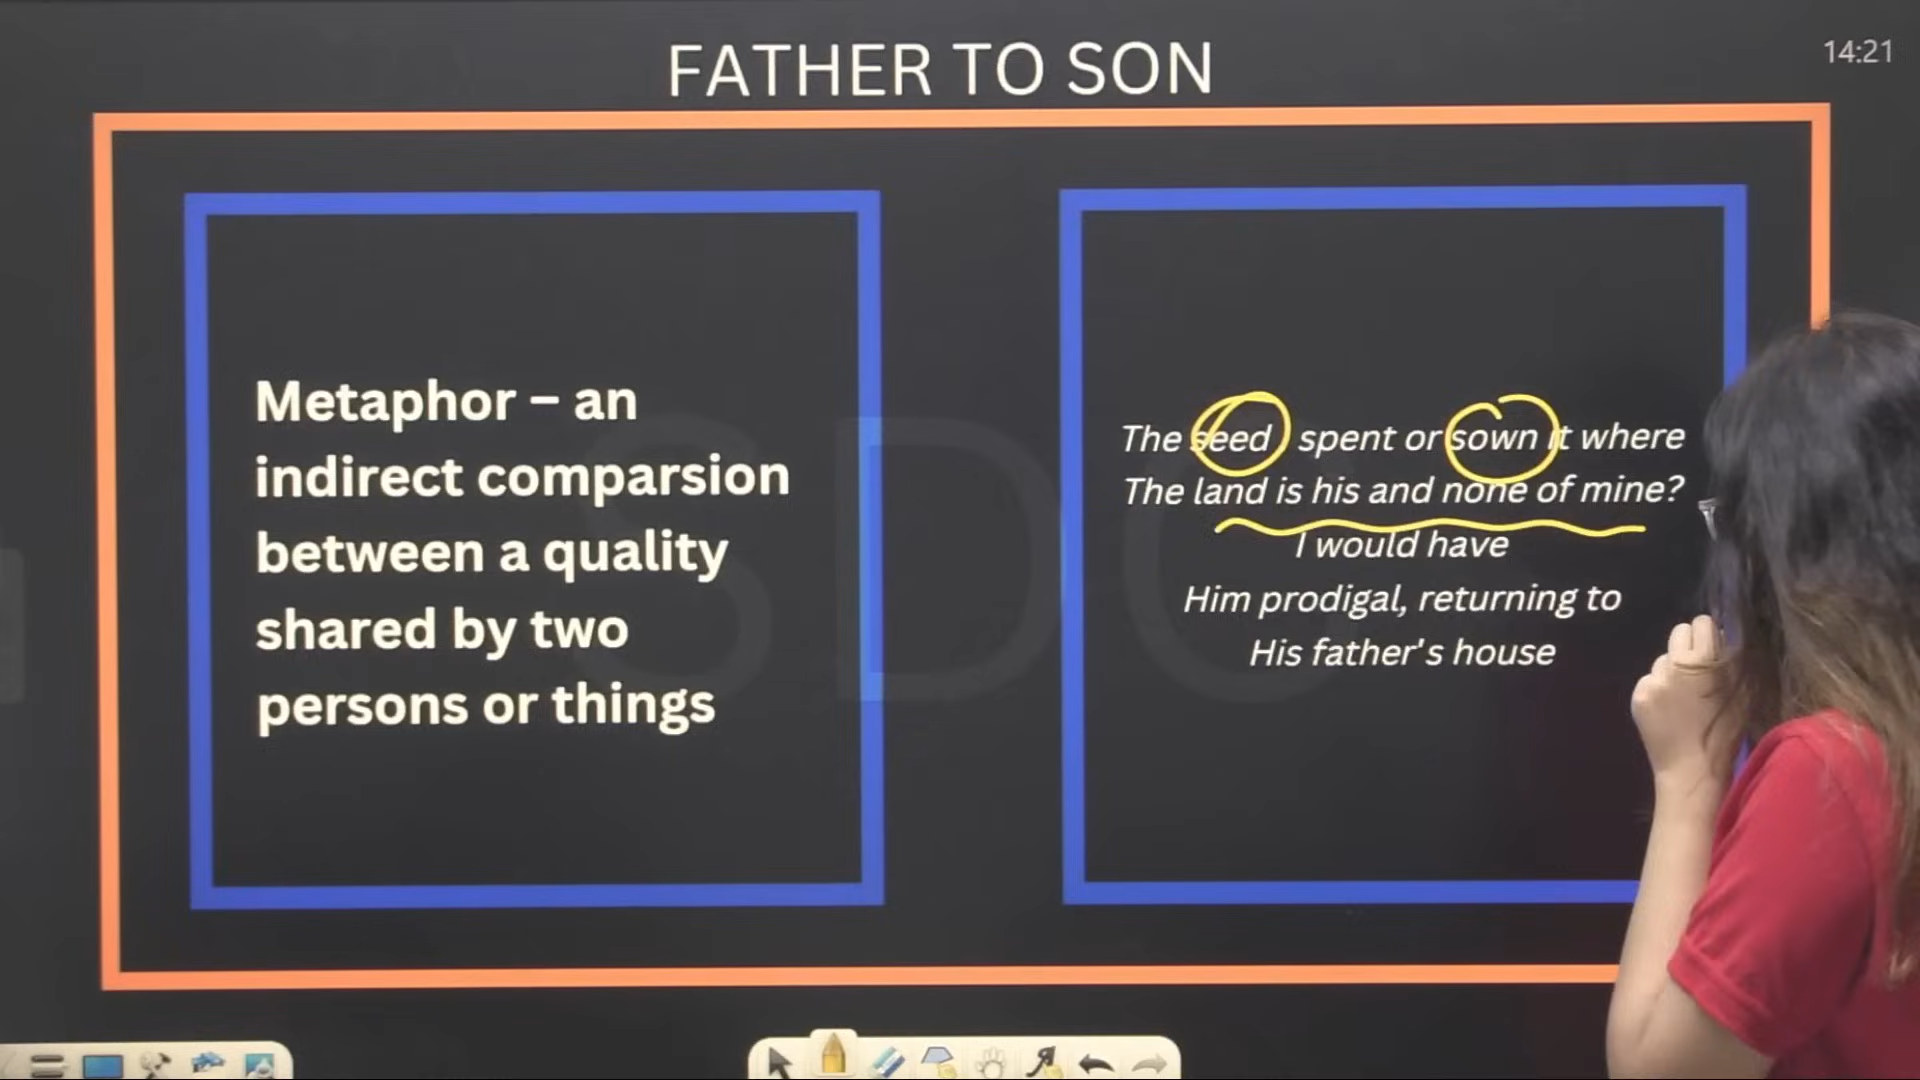 FATHER TO SON
14:21
Metaphor – an
indirect comparsion
between a quality
shared by two
persons or things
The seed spent or sown it where
The land is his and none of mine?
I would have
Him prodigal, returning to
His father's house
SDC